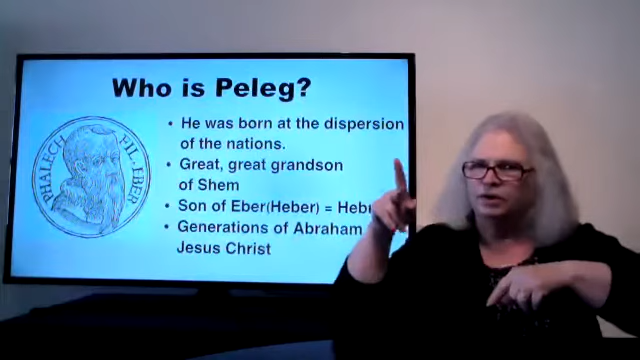 Who is Peleg?
• He was born at the dispersion
of the nations.
• Great, great grandson
of Shem
• Son of Eber(Heber) = Heb
• Generations of Abraham
Jesus Christ
PHALECH FIL. EBER